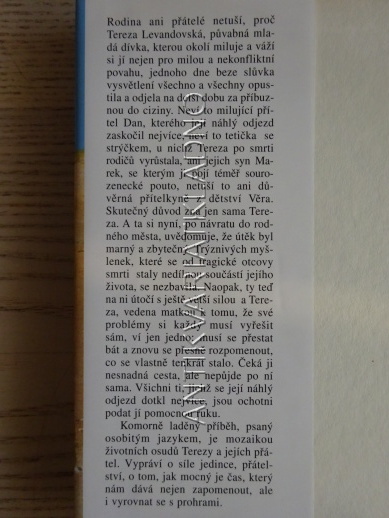 Rodina ani přátelé netuší, proč
Tereza Levandovská, půvabná mla-
dá dívka, kterou okolí miluje a váží
si jí nejen pro milou a nekonfliktní
povahu, jednoho dne beze slůvka
vysvětlení všechno a všechny opus-
tila a odjela na delší dobu za příbuz-
nou do ciziny. Neví to milující pří-
tel Dan, kterého její náhlý odjezd
zaskočil nejvíce, neví to tetička se
strýčkem, u nichž Tereza po smrti
rodičů vyrůstala, ani jejich syn Ma-
rek, se kterým ji pojí téměř souro-
zenecké pouto, netuší to ani dů-
věrná přítelkyně z dětství Věra.
Skutečný důvod zná jen sama Tere-
za. A ta si nyní, po návratu do rod-
ného města, uvědomuje, že útěk byl
marný a zbytečný. Trýznivých myš-
lenek, které se od tragické otcovy
smrti staly nedílnou součástí jejího
života, se nezbavila. Naopak, ty teď
na ni útočí s ještě větší silou a Tere-
za, vedena matkou k tomu, že své
problémy si každý musí vyřešit
sám, ví jen jedno: musí se přestat
bát a znovu se přesně rozpomenout,
co se vlastně tenkrát stalo. Čeká ji
nesnadná cesta, ale nepůjde po ní
sama. Všichni ti, jichž se její náhlý
odjezd dotkl nejvíce, jsou ochotni
podat jí pomocnou ruku.
Komorně laděný příběh, psaný
osobitým jazykem, je mozaikou
životních osudů Terezy a jejích přá-
tel. Vypráví o síle jedince, přátel-
ství, o tom, jak mocný je čas, který
nám dává nejen zapomenout, ale
i vyrovnat se s prohrami.